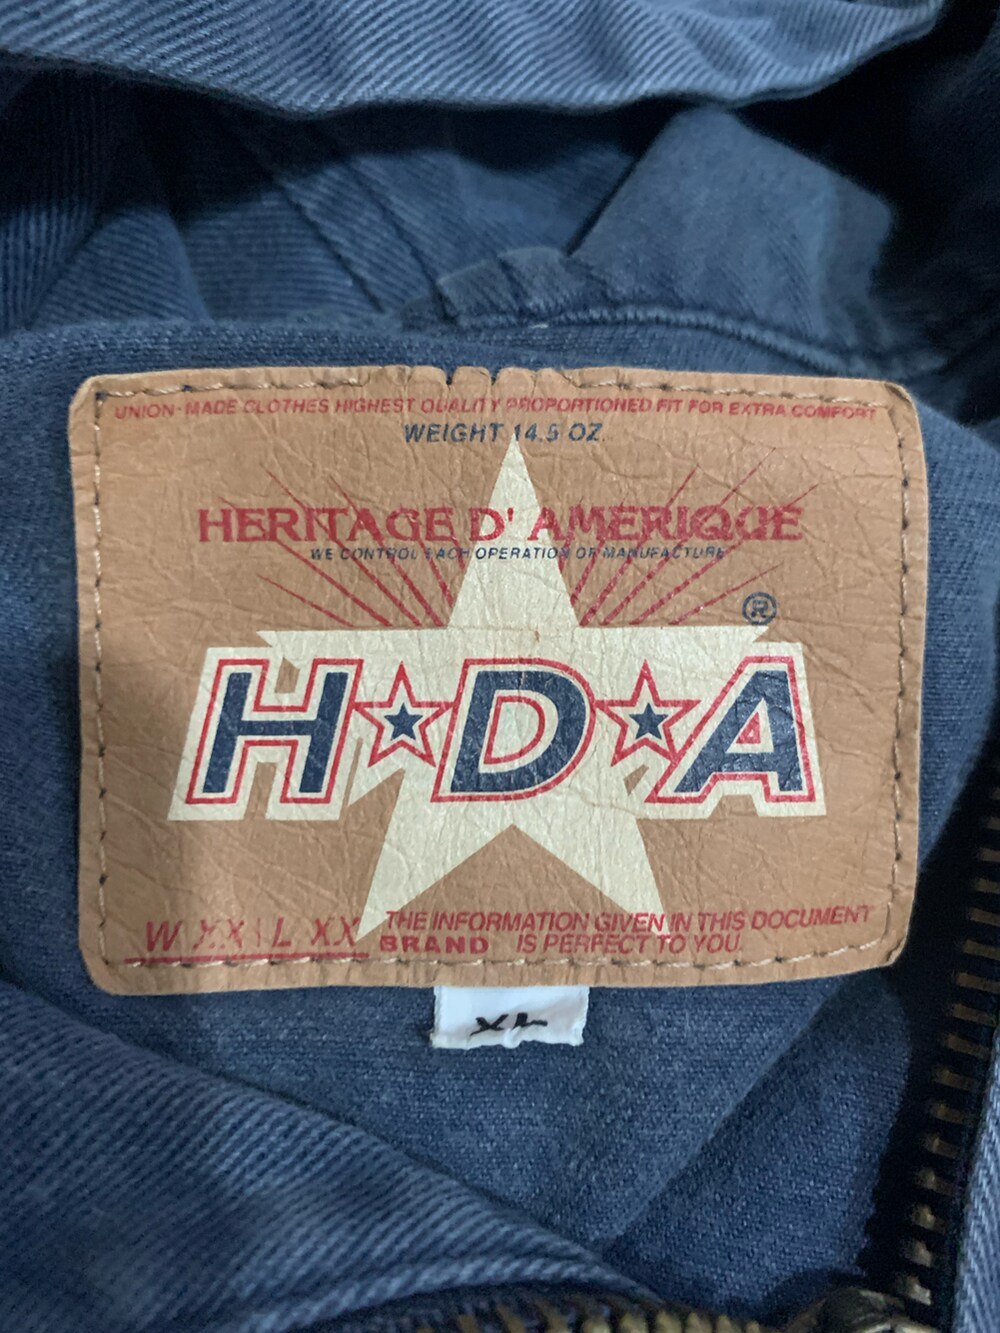 UNION-MADE CLOTHES HIGHEST QUALITY PROPORTIONED FIT FOR EXTRA COMFORT
WEIGHT 14.5 OZ.
HERITAGE D' AMERIQUE
WE CONTROL EACH OPERATION OF MANUFACTURE
®
H★D★A
W XX | L XX
THE INFORMATION GIVEN IN THIS DOCUMENT
BRAND IS PERFECT TO YOU.
XL